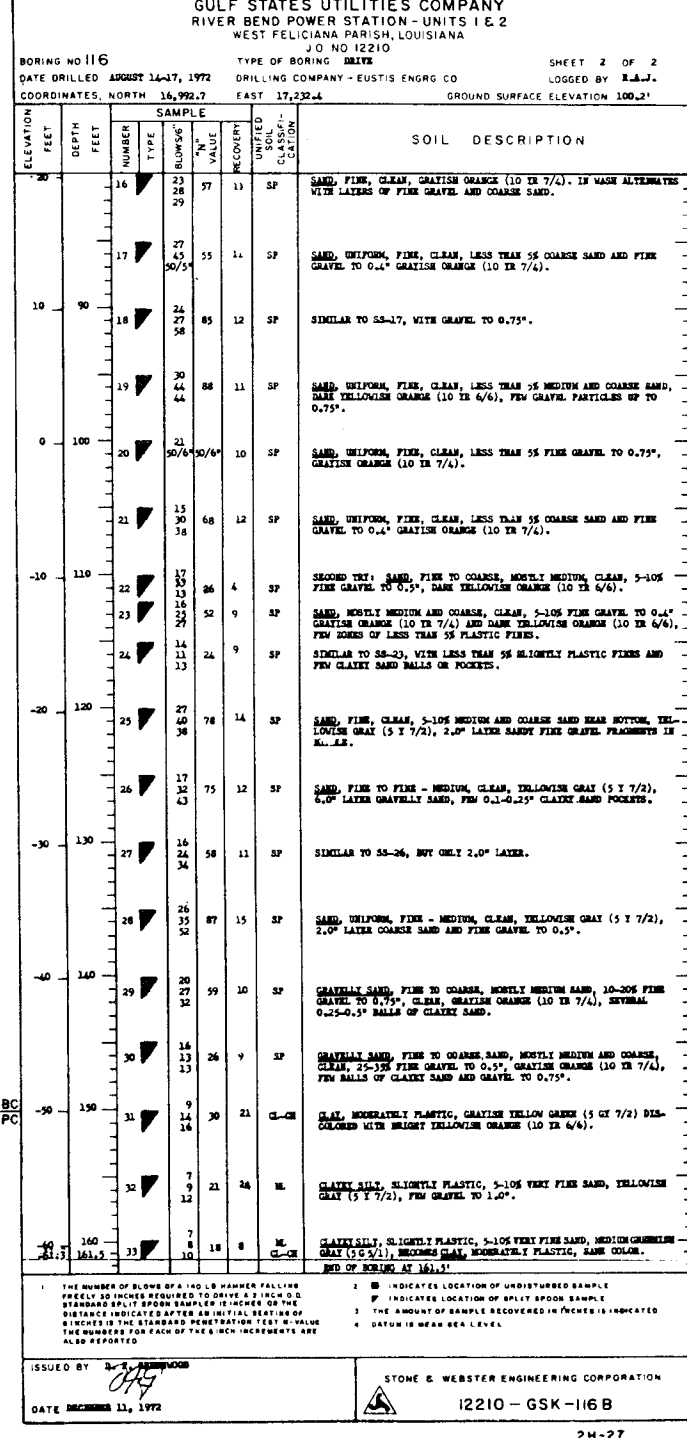 GULF STATES UTILITIES COMPANY
RIVER BEND POWER STATION - UNITS 1 & 2
WEST FELICIANA PARISH, LOUISIANA
J O NO 12210
BORING NO 116 TYPE OF BORING DRIVE SHEET 2 OF 2
DATE DRILLED AUGUST 14-17, 1972 DRILLING COMPANY - EUSTIS ENGRG CO LOGGED BY R.A.J.
COORDINATES, NORTH 16,992.7 EAST 17,232.4 GROUND SURFACE ELEVATION 100.2'
ELEVATION FEET DEPTH FEET SAMPLE NUMBER TYPE BLOWS/6" "N" VALUE RECOVERY UNIFIED SOIL CLASSIFI-CATION SOIL DESCRIPTION
20 16 23 28 29 57 11 SP SAND, FINE, CLEAN, GRAYISH ORANGE (10 YR 7/4). IN WASH ALTERNATES
WITH LAYERS OF FINE GRAVEL AND COARSE SAND.
17 27 45 50/5" 55 11 SP SAND, UNIFORM, FINE, CLEAN, LESS THAN 5% COARSE SAND AND FINE
GRAVEL TO 0.4" GRAYISH ORANGE (10 YR 7/4).
10 90 18 24 27 58 85 12 SP SIMILAR TO SS-17, WITH GRAVEL TO 0.75".
19 30 44 44 88 11 SP SAND, UNIFORM, FINE, CLEAN, LESS THAN 5% MEDIUM AND COARSE SAND,
DARK YELLOWISH ORANGE (10 YR 6/6), FEW GRAVEL PARTICLES UP TO
0.75".
0 100 20 21 50/6" 50/6" 10 SP SAND, UNIFORM, FINE, CLEAN, LESS THAN 5% FINE GRAVEL TO 0.75",
GRAYISH ORANGE (10 YR 7/4).
21 15 30 38 68 12 SP SAND, UNIFORM, FINE, CLEAN, LESS THAN 5% COARSE SAND AND FINE
GRAVEL TO 0.4" GRAYISH ORANGE (10 YR 7/4).
-10 110 22 17 13 4 SP SECOND TRY: SAND, FINE TO COARSE, MOSTLY MEDIUM, CLEAN, 5-10%
FINE GRAVEL TO 0.5", DARK YELLOWISH ORANGE (10 YR 6/6).
23 16 25 27 52 9 SP SAND, MOSTLY MEDIUM AND COARSE, CLEAN, 5-10% FINE GRAVEL TO 0.4"
GRAYISH ORANGE (10 YR 7/4) AND DARK YELLOWISH ORANGE (10 YR 6/6),
FEW ZONES OF LESS THAN 5% PLASTIC FINES.
24 14 11 13 24 9 SP SIMILAR TO SS-23, WITH LESS THAN 5% SLIGHTLY PLASTIC FINES AND
FEW CLAYEY SAND BALLS OR POCKETS.
-20 120 25 27 40 38 78 14 SP SAND, FINE, CLEAN, 5-10% MEDIUM AND COARSE SAND NEAR BOTTOM, YEL-
LOWISH GRAY (5 Y 7/2), 2.0" LAYER SANDY FINE GRAVEL FRAGMENTS IN
26 17 32 43 75 12 SP SAND, FINE TO FINE - MEDIUM, CLEAN, YELLOWISH GRAY (5 Y 7/2),
6.0" LAYER GRAVELLY SAND, FEW 0.1-0.25" CLAYEY SAND POCKETS.
-30 130 27 16 24 34 58 11 SP SIMILAR TO SS-26, BUT ONLY 2.0" LAYER.
28 26 35 52 87 15 SP SAND, UNIFORM, FINE - MEDIUM, CLEAN, YELLOWISH GRAY (5 Y 7/2),
2.0" LAYER COARSE SAND AND FINE GRAVEL TO 0.5".
-40 140 29 20 27 32 59 10 SP GRAVELLY SAND, FINE TO COARSE, MOSTLY MEDIUM SAND, 10-20% FINE
GRAVEL TO 0.75", CLEAN, GRAYISH ORANGE (10 YR 7/4), SEVERAL
0.25-0.5" BALLS OF CLAYEY SAND.
30 16 13 13 26 9 SP GRAVELLY SAND, FINE TO COARSE SAND, MOSTLY MEDIUM AND COARSE,
CLEAN, 25-35% FINE GRAVEL TO 0.5", GRAYISH ORANGE (10 YR 7/4),
FEW BALLS OF CLAYEY SAND AND GRAVEL TO 0.75".
BC
PC
-50 150 31 9 14 16 30 21 CL-CH CLAY, MODERATELY PLASTIC, GRAYISH YELLOW GREEN (5 GY 7/2) DIS-
COLORED WITH BRIGHT YELLOWISH ORANGE (10 YR 6/6).
32 7 9 12 21 24 ML CLAYEY SILT, SLIGHTLY PLASTIC, 5-10% VERY FINE SAND, YELLOWISH
GRAY (5 Y 7/2), FEW GRAVEL TO 1.0".
-60 160 33 7 8 10 18 8 ML CLAYEY SILT, SLIGHTLY PLASTIC, 5-10% VERY FINE SAND, MEDIUM GREENISH
-61.3 161.5 CL-CH GRAY (5 G 5/1), BECOMES CLAY, MODERATELY PLASTIC, SAME COLOR.
END OF BORING AT 161.5'
1 THE NUMBER OF BLOWS OF A 140 LB HAMMER FALLING
FREELY 30 INCHES REQUIRED TO DRIVE A 2 INCH O.D.
STANDARD SPLIT SPOON SAMPLER 12 INCHES OR THE
DISTANCE INDICATED AFTER AN INITIAL SEATING OF
6 INCHES IS THE STANDARD PENETRATION TEST N-VALUE
THE NUMBERS FOR EACH OF THE 6 INCH INCREMENTS ARE
ALSO REPORTED
2 INDICATES LOCATION OF UNDISTURBED SAMPLE
INDICATES LOCATION OF SPLIT SPOON SAMPLE
3 THE AMOUNT OF SAMPLE RECOVERED IN INCHES IS INDICATED
4 DATUM IS MEAN SEA LEVEL
ISSUED BY
DATE DECEMBER 11, 1972
STONE & WEBSTER ENGINEERING CORPORATION
12210 - GSK - 116 B
2H-27